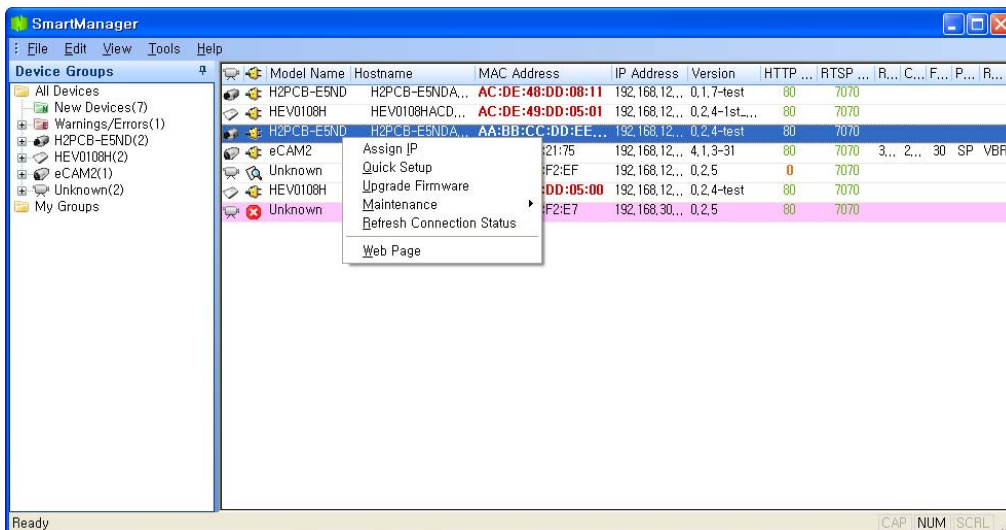 SmartManager
File Edit View Tools Help
Device Groups
Model Name Hostname MAC Address IP Address Version HTTP ... RTSP ... R... C... F... P... R...
All Devices
New Devices(7)
Warnings/Errors(1)
H2PCB-E5ND(2)
HEV0108H(2)
eCAM2(1)
Unknown(2)
My Groups
H2PCB-E5ND H2PCB-E5NDA... AC:DE:48:DD:08:11 192,168,12... 0,1,7-test 80 7070
HEV0108H HEV0108HACD... AC:DE:49:DD:05:01 192,168,12... 0,2,4-1st_... 80 7070
H2PCB-E5ND H2PCB-E5NDA... AA:BB:CC:DD:EE... 192,168,12... 0,2,4-test 80 7070
eCAM2 :21:75 192,168,12... 4,1,3-31 80 7070 3... 2... 30 SP VBR
Unknown :F2:EF 192,168,12... 0,2,5 0 7070
HEV0108H :DD:05:00 192,168,12... 0,2,4-test 80 7070
Unknown :F2:E7 192,168,30... 0,2,5 80 7070
Assign IP
Quick Setup
Upgrade Firmware
Maintenance
Refresh Connection Status
Web Page
Ready CAP NUM SCRL